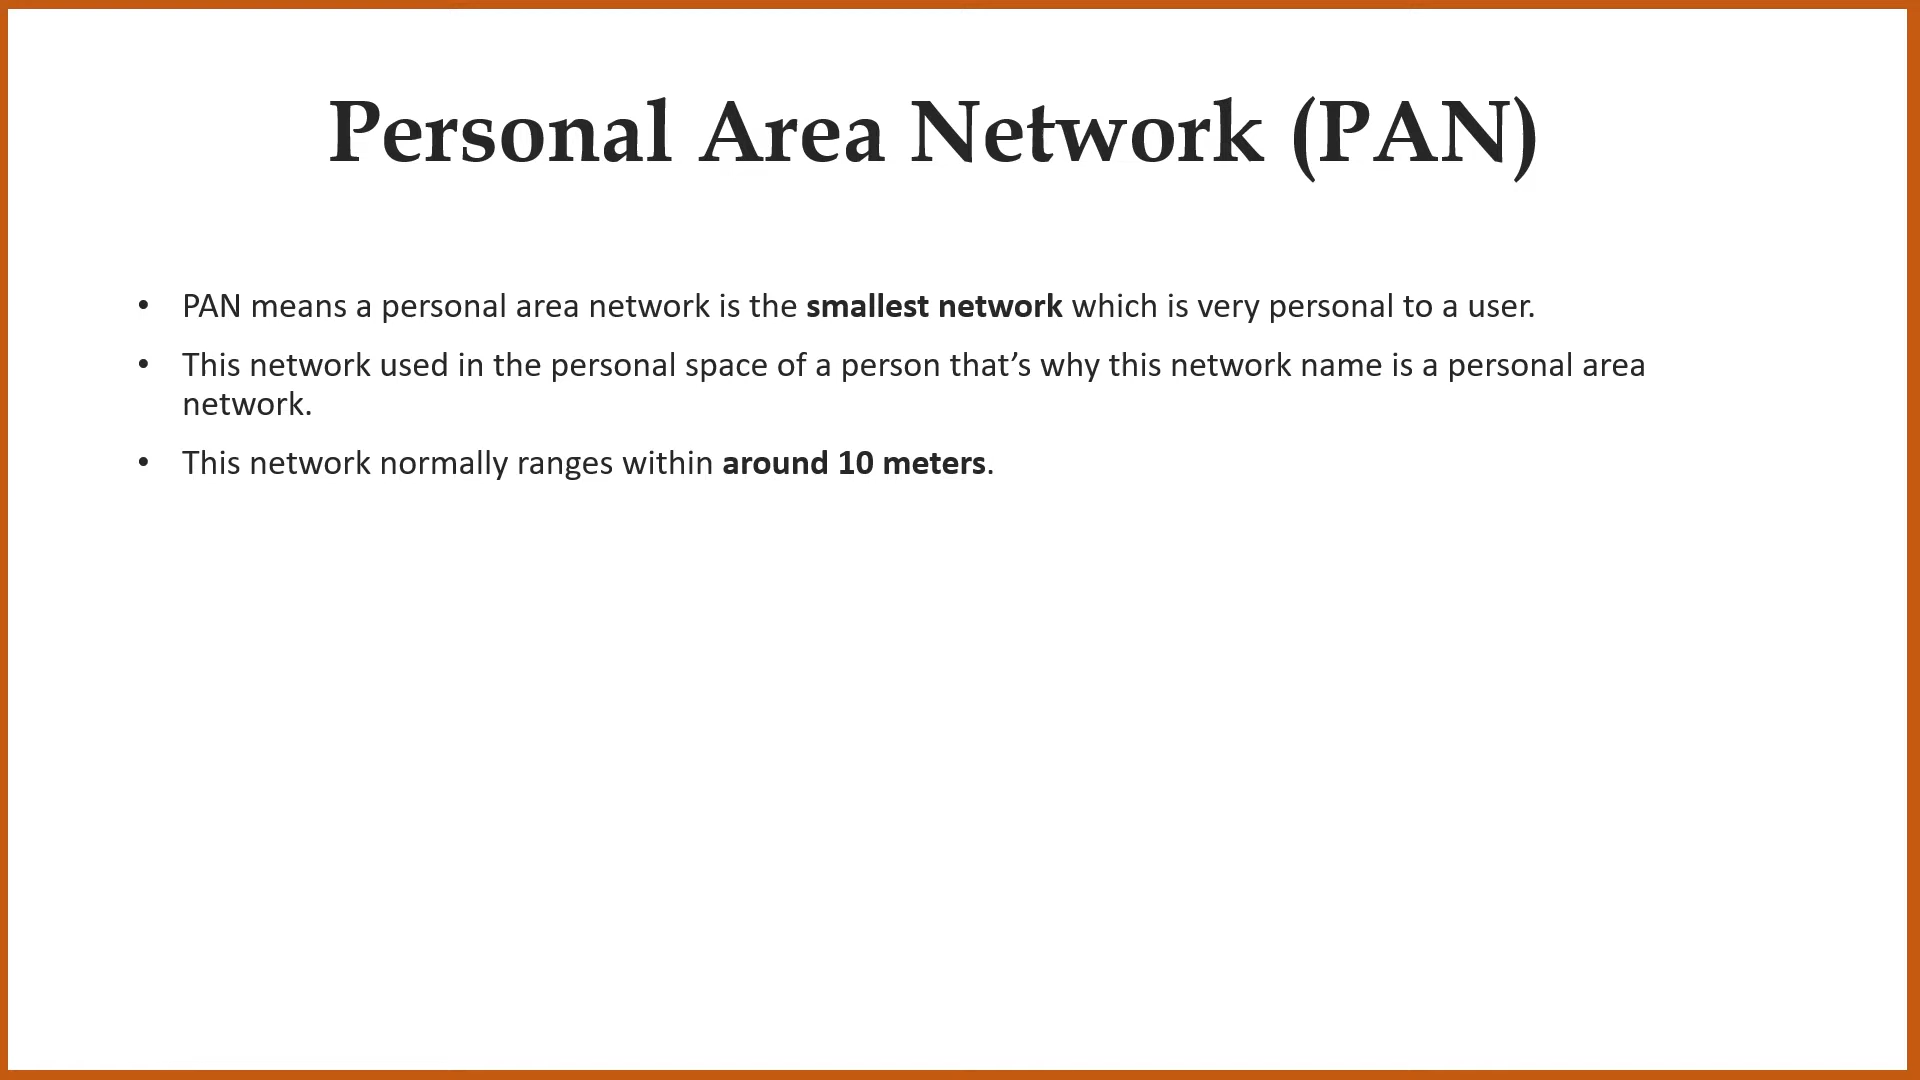 Personal Area Network (PAN)
• PAN means a personal area network is the smallest network which is very personal to a user.
• This network used in the personal space of a person that’s why this network name is a personal area
network.
• This network normally ranges within around 10 meters.